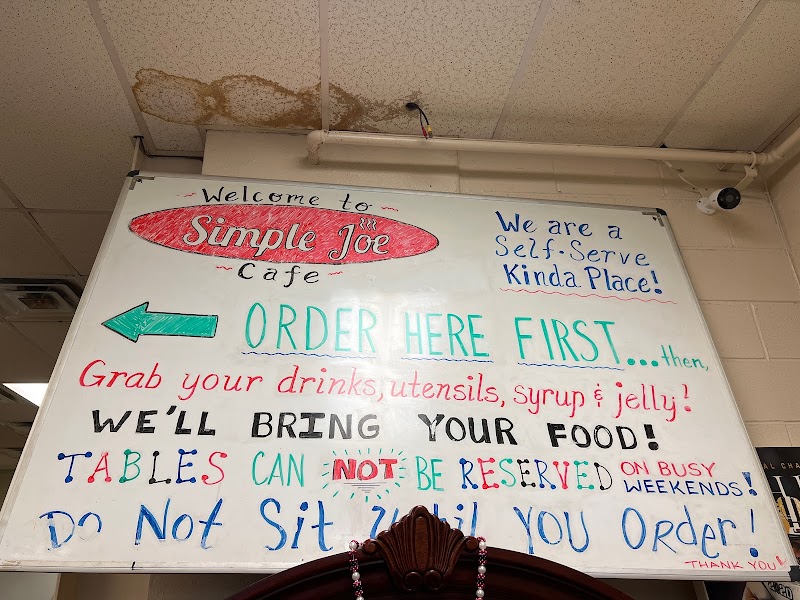 Welcome to
Simple Joe
Cafe
We are a
Self-Serve
Kinda Place!
ORDER HERE FIRST...then,
Grab your drinks, utensils, syrup & jelly!
WE'LL BRING YOUR FOOD!
TABLES CAN NOT BE RESERVED ON BUSY WEEKENDS!
Do Not Sit Until YOU ORder!
THANK YOU